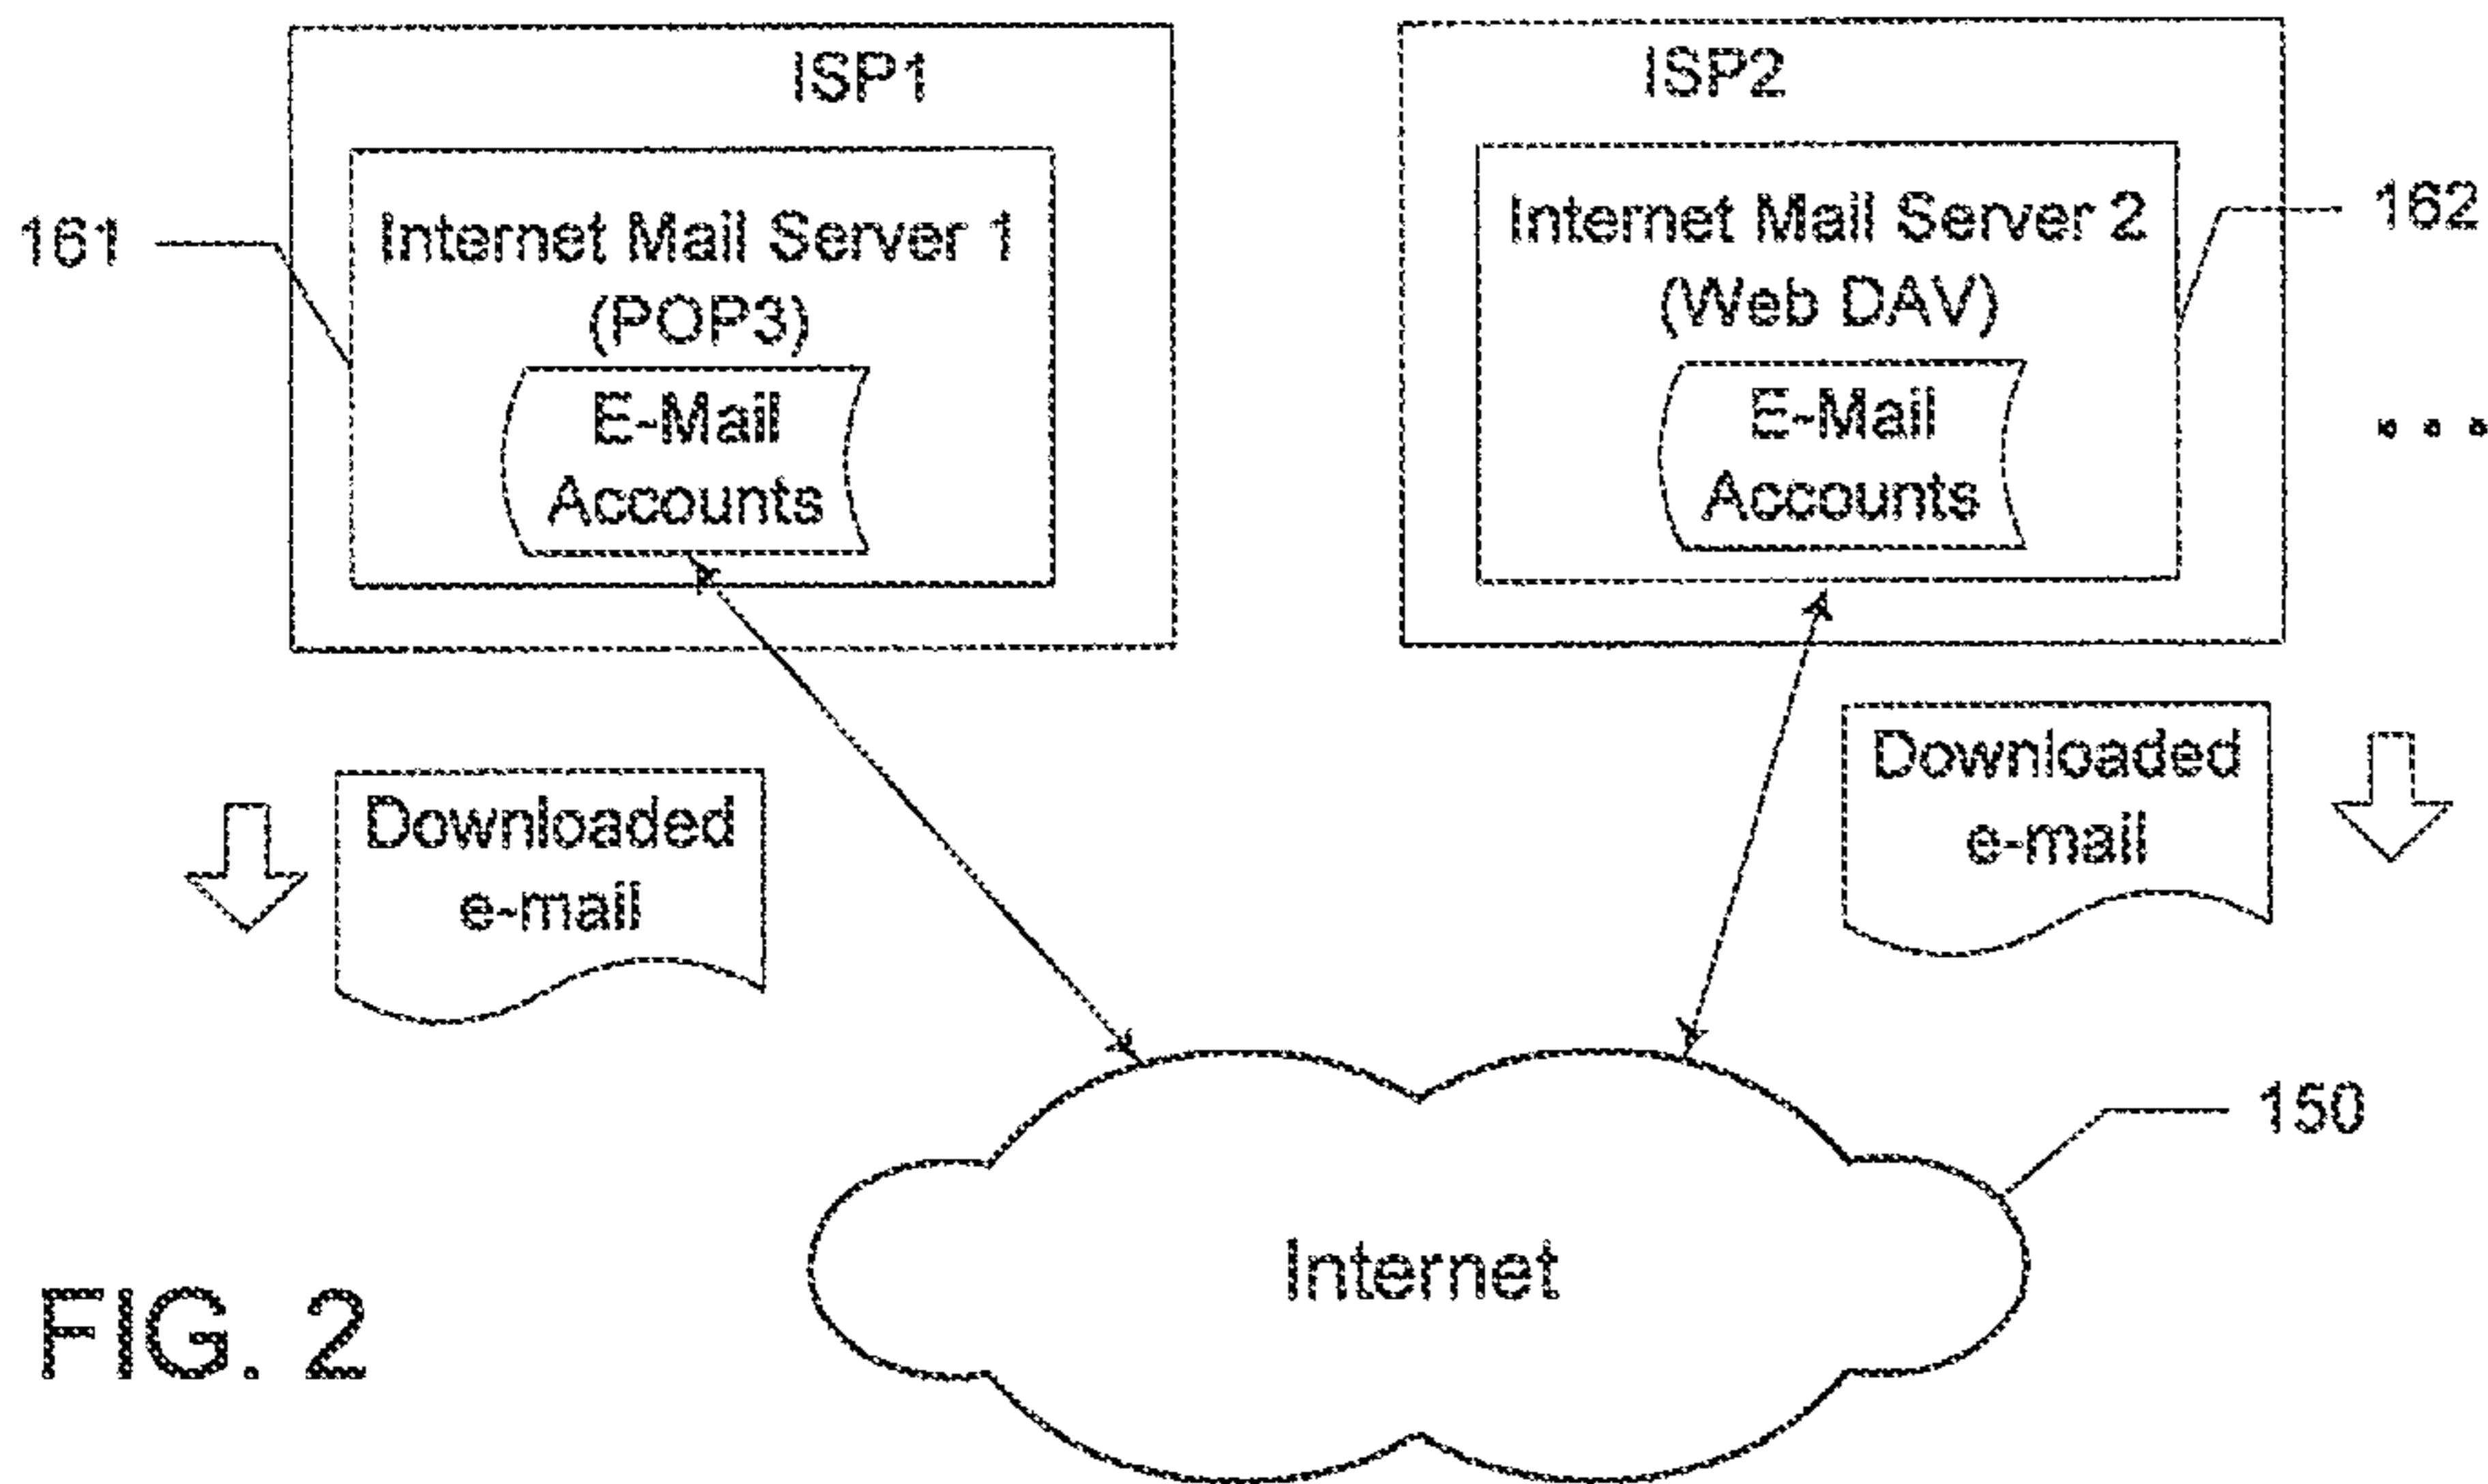 ISP1
ISP2
161
Internet Mail Server 1
(POP3)
E-Mail
Accounts
Internet Mail Server 2
(Web DAV)
E-Mail
Accounts
162
...
Downloaded
e-mail
Downloaded
e-mail
150
Internet
FIG. 2